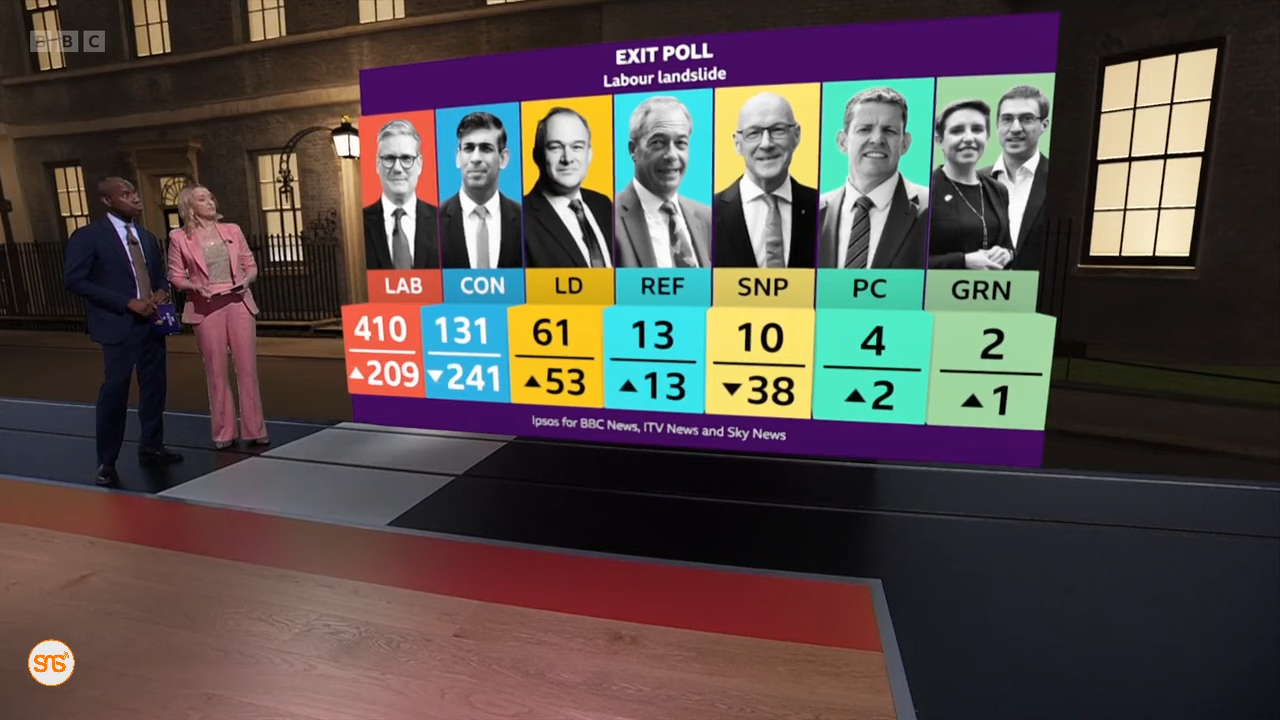 BBC
EXIT POLL
Labour landslide
LAB CON LD REF SNP PC GRN
410 131 61 13 10 4 2
▲209 ▼241 ▲53 ▲13 ▼38 ▲2 ▲1
Ipsos for BBC News, ITV News and Sky News
SNS